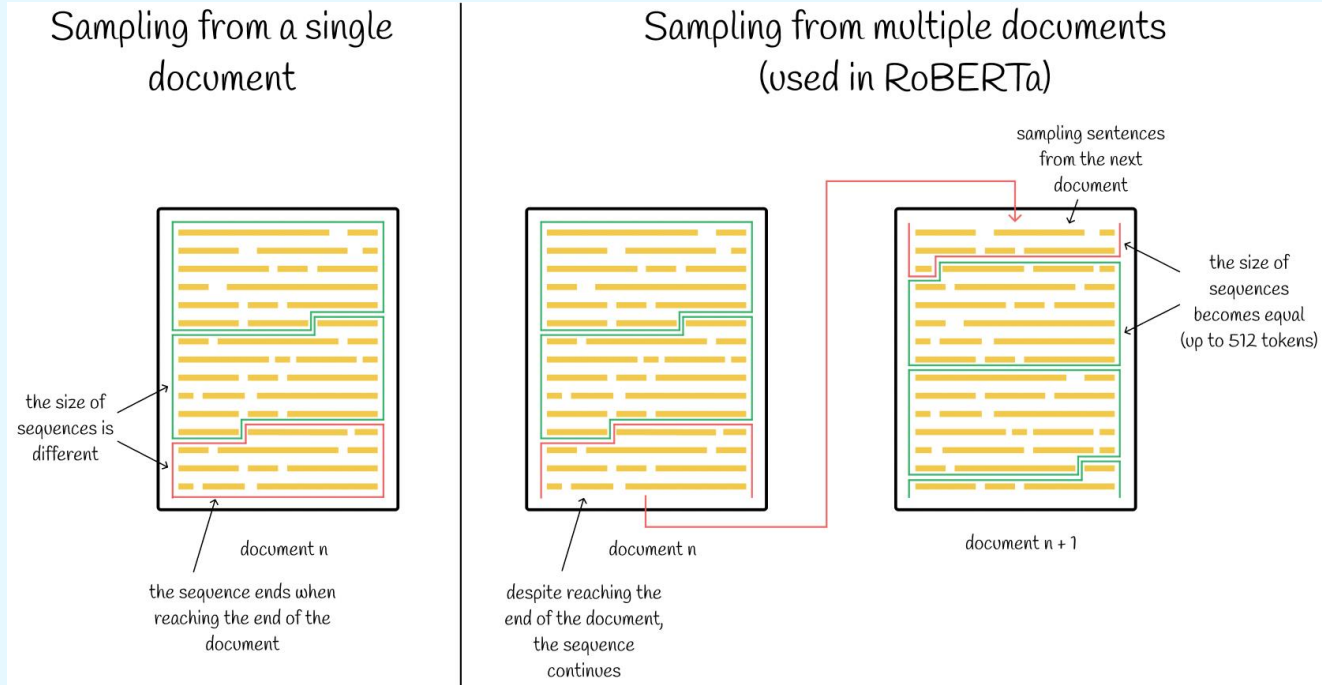 Sampling from a single
document
the size of
sequences is
different
document n
the sequence ends when
reaching the end of the
document
Sampling from multiple documents
(used in RoBERTa)
sampling sentences
from the next
document
the size of
sequences
becomes equal
(up to 512 tokens)
document n
document n + 1
despite reaching the
end of the document,
the sequence
continues